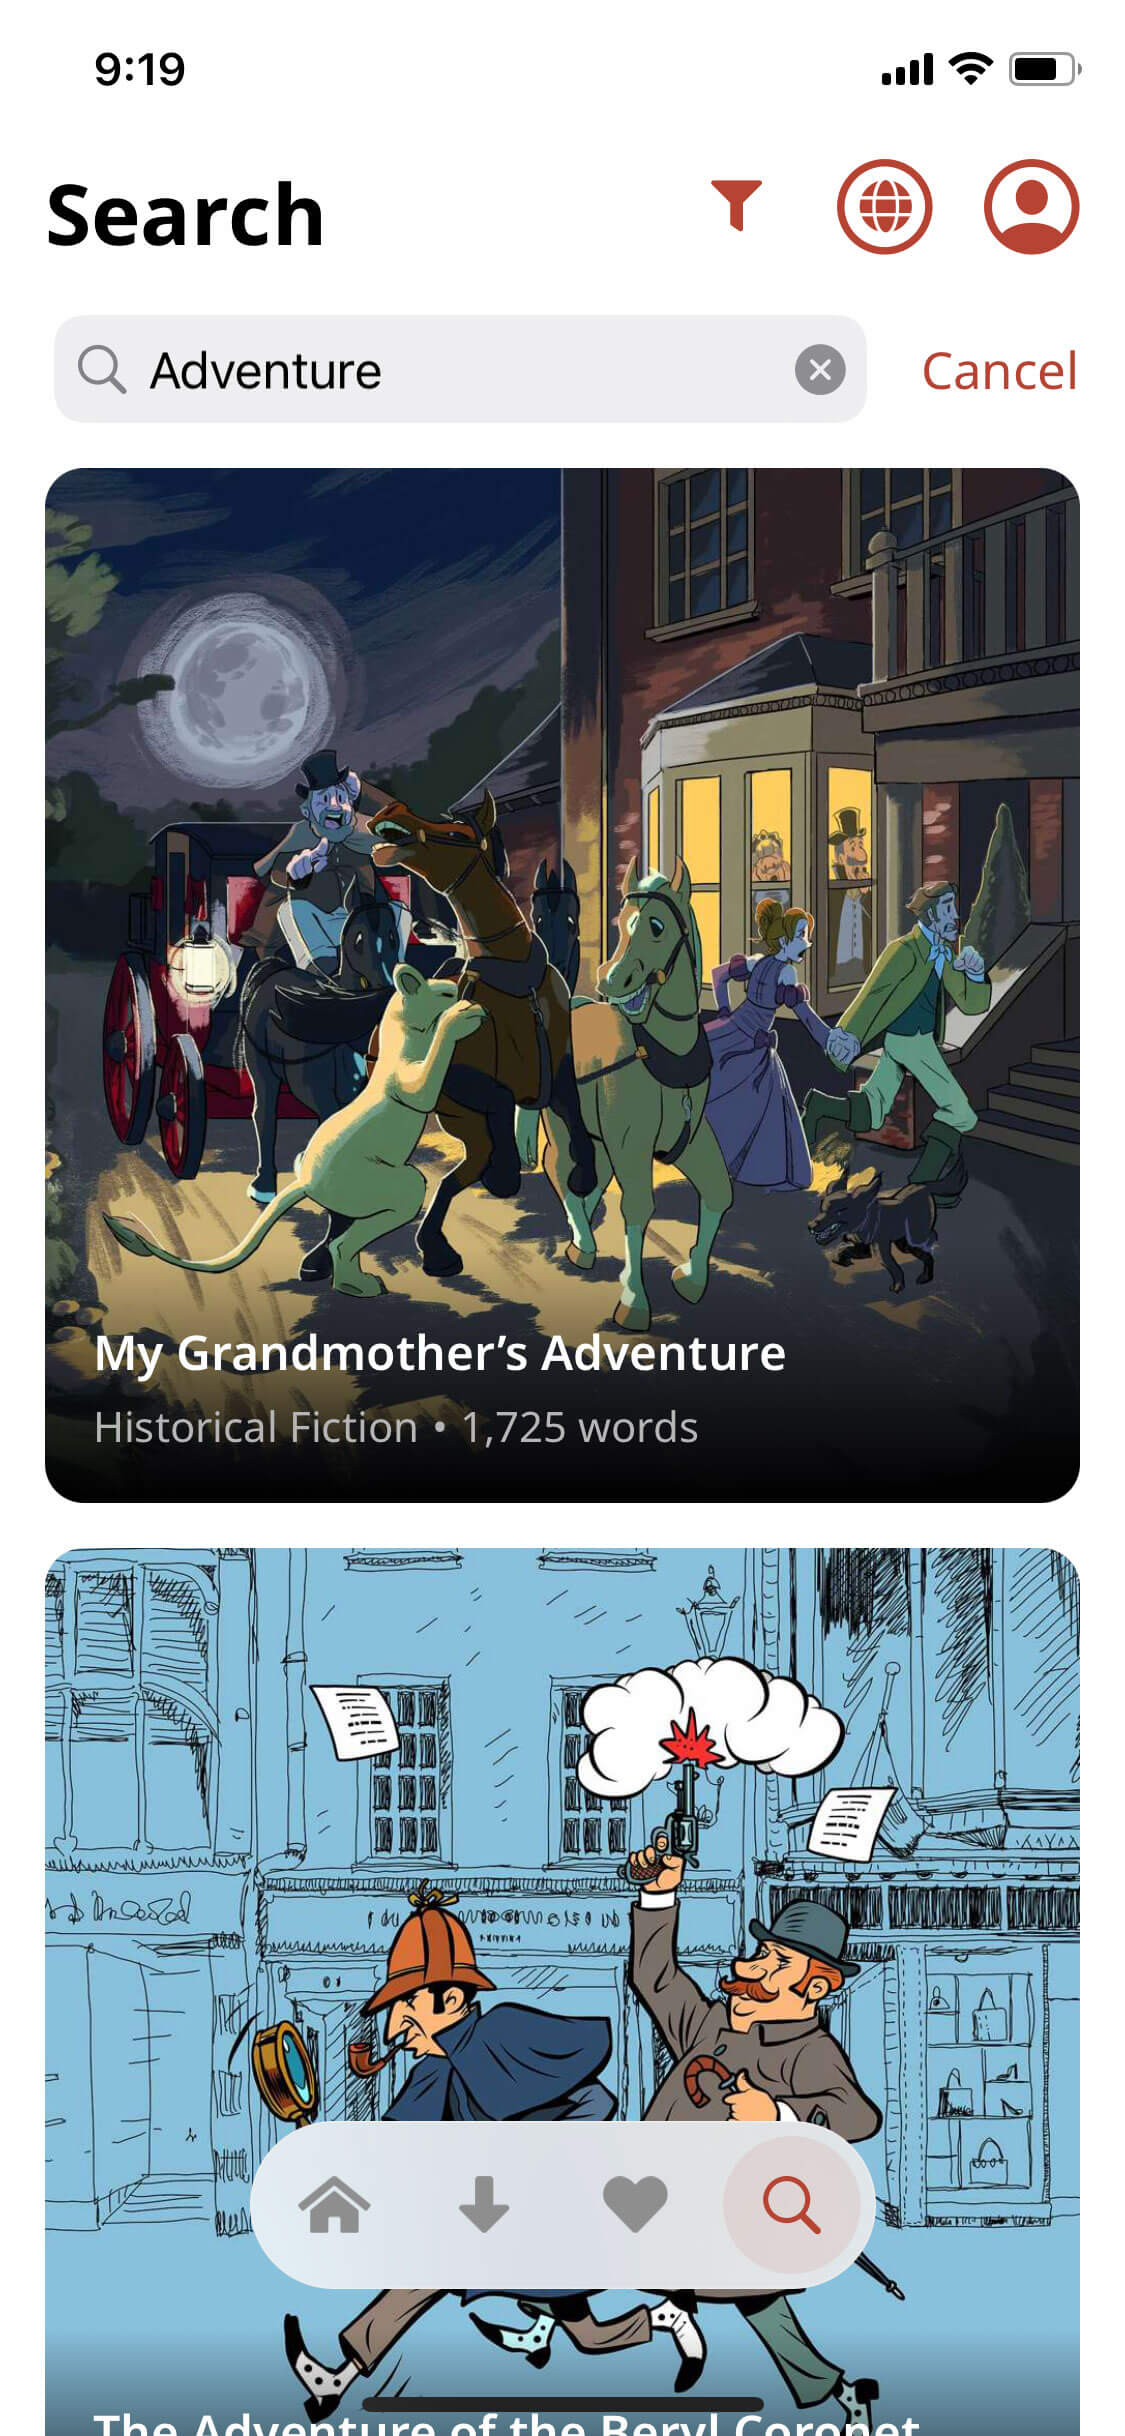 9:19
Search
Adventure
Cancel
My Grandmother’s Adventure
Historical Fiction • 1,725 words
The Adventure of the Beryl Coronet